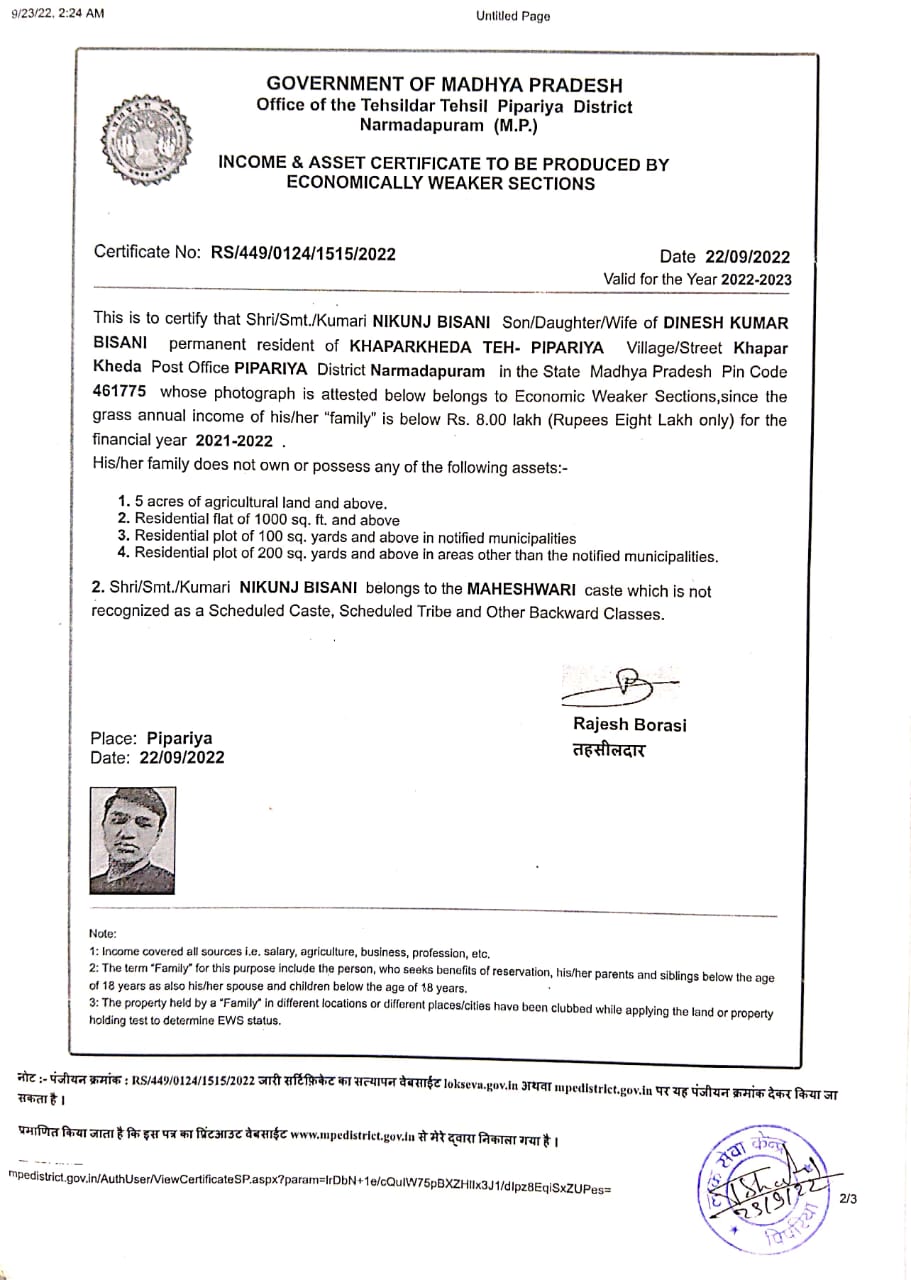 9/23/22, 2:24 AM
Untitled Page
GOVERNMENT OF MADHYA PRADESH
Office of the Tehsildar Tehsil Pipariya District
Narmadapuram (M.P.)
INCOME & ASSET CERTIFICATE TO BE PRODUCED BY
ECONOMICALLY WEAKER SECTIONS
Certificate No: RS/449/0124/1515/2022
Date 22/09/2022
Valid for the Year 2022-2023
This is to certify that Shri/Smt./Kumari NIKUNJ BISANI Son/Daughter/Wife of DINESH KUMAR
BISANI permanent resident of KHAPARKHEDA TEH- PIPARIYA Village/Street Khapar
Kheda Post Office PIPARIYA District Narmadapuram in the State Madhya Pradesh Pin Code
461775 whose photograph is attested below belongs to Economic Weaker Sections,since the
grass annual income of his/her "family" is below Rs. 8.00 lakh (Rupees Eight Lakh only) for the
financial year 2021-2022 .
His/her family does not own or possess any of the following assets:-
1. 5 acres of agricultural land and above.
2. Residential flat of 1000 sq. ft. and above
3. Residential plot of 100 sq. yards and above in notified municipalities
4. Residential plot of 200 sq. yards and above in areas other than the notified municipalities.
2. Shri/Smt./Kumari NIKUNJ BISANI belongs to the MAHESHWARI caste which is not
recognized as a Scheduled Caste, Scheduled Tribe and Other Backward Classes.
Rajesh Borasi
तहसीलदार
Place: Pipariya
Date: 22/09/2022
Note:
1: Income covered all sources i.e. salary, agriculture, business, profession, etc.
2: The term "Family" for this purpose include the person, who seeks benefits of reservation, his/her parents and siblings below the age
of 18 years as also his/her spouse and children below the age of 18 years.
3: The property held by a "Family" in different locations or different places/cities have been clubbed while applying the land or property
holding test to determine EWS status.
नोट :- पंजीयन क्रमांक : RS/449/0124/1515/2022 जारी सर्टिफ़िकेट का सत्यापन वेबसाईट lokseva.gov.in अथवा mpedistrict.gov.in पर यह पंजीयन क्रमांक देकर किया जा
सकता है ।
प्रमाणित किया जाता है कि इस पत्र का प्रिंटआउट वेबसाईट www.mpedistrict.gov.in से मेरे द्वारा निकाला गया है ।
mpedistrict.gov.in/AuthUser/ViewCertificateSP.aspx?param=IrDbN+1e/cQuIW75pBXZHIIx3J1/dIpz8EqiSxZUPes=
लोक सेवा केन्द्र
23/9/22
पिपरिया
2/3